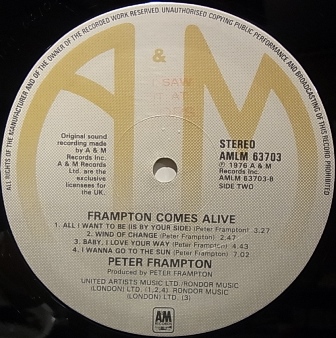 ALL RIGHTS OF THE MANUFACTURER AND OF THE OWNER OF THE RECORDED WORK RESERVED. UNAUTHORISED COPYING PUBLIC PERFORMANCE AND BROADCASTING OF THIS RECORD PROHIBITED
A & M
SAW
AT
Original sound
recording made
by A & M
Records Inc.
A & M Records
Ltd. are the
exclusive
licensees for
the UK.
STEREO
AMLM 63703
℗ 1976 A & M
Records Inc.
AMLM 63703-B
SIDE TWO
FRAMPTON COMES ALIVE
1. ALL I WANT TO BE (IS BY YOUR SIDE) (Peter Frampton) 3.27
2. WIND OF CHANGE (Peter Frampton) 2.47
3. BABY, I LOVE YOUR WAY (Peter Frampton) 4.43
4. I WANNA GO TO THE SUN (Peter Frampton) 7.02
PETER FRAMPTON
Produced by PETER FRAMPTON
UNITED ARTISTS MUSIC LTD./RONDOR MUSIC
(LONDON) LTD. (1,2,4). RONDOR MUSIC
(LONDON) LTD. (3)
A&M
RECORDS